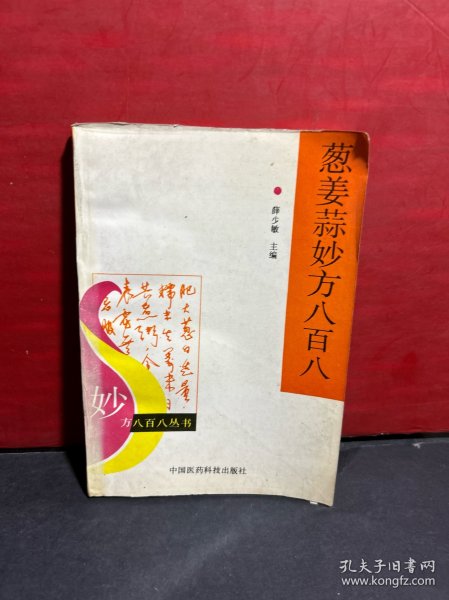 葱姜蒜妙方八百八
薛少敏 主编
妙
方八百八丛书
中国医药科技出版社
孔夫子旧书网
www.kongfz.com